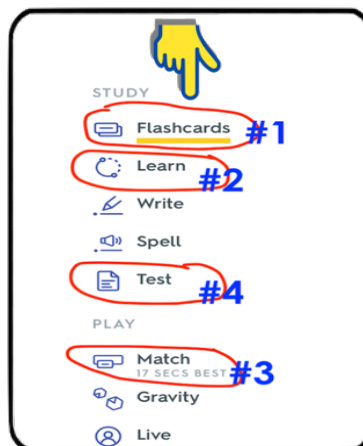 STUDY
Flashcards #1
Learn #2
Write
Spell
Test #4
PLAY
Match
17 SECS BEST #3
Gravity
Live